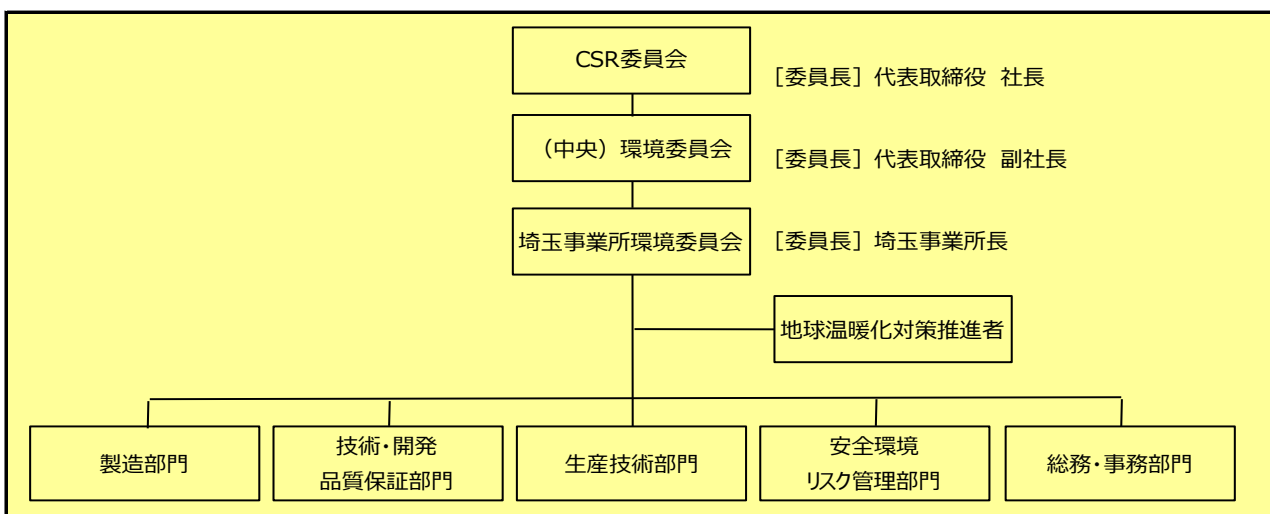 CSR委員会
［委員長］代表取締役 社長
（中央）環境委員会
［委員長］代表取締役 副社長
埼玉事業所環境委員会
［委員長］埼玉事業所長
地球温暖化対策推進者
製造部門
技術・開発
品質保証部門
生産技術部門
安全環境
リスク管理部門
総務・事務部門